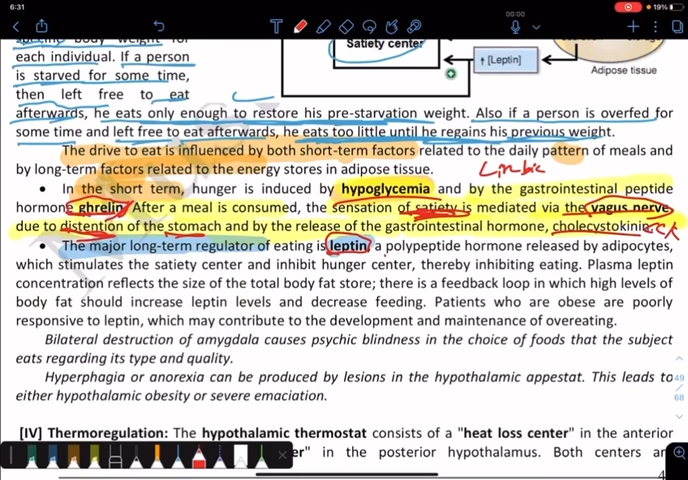 6:31
19%
00:00
each individual. If a person
is starved for some time,
then left free to eat
Satiety center
↑ [Leptin]
Adipose tissue
afterwards, he eats only enough to restore his pre-starvation weight. Also if a person is overfed for
some time and left free to eat afterwards, he eats too little until he regains his previous weight.
The drive to eat is influenced by both short-term factors related to the daily pattern of meals and
by long-term factors related to the energy stores in adipose tissue.
Limbic
• In the short term, hunger is induced by hypoglycemia and by the gastrointestinal peptide
hormone ghrelin. After a meal is consumed, the sensation of satiety is mediated via the vagus nerve
due to distention of the stomach and by the release of the gastrointestinal hormone, cholecystokinin. CCK
• The major long-term regulator of eating is leptin, a polypeptide hormone released by adipocytes,
which stimulates the satiety center and inhibit hunger center, thereby inhibiting eating. Plasma leptin
concentration reflects the size of the total body fat store; there is a feedback loop in which high levels of
body fat should increase leptin levels and decrease feeding. Patients who are obese are poorly
responsive to leptin, which may contribute to the development and maintenance of overeating.
Bilateral destruction of amygdala causes psychic blindness in the choice of foods that the subject
eats regarding its type and quality.
Hyperphagia or anorexia can be produced by lesions in the hypothalamic appestat. This leads to
either hypothalamic obesity or severe emaciation.
49
68
[IV] Thermoregulation: The hypothalamic thermostat consists of a "heat loss center" in the anterior
er" in the posterior hypothalamus. Both centers ar
4